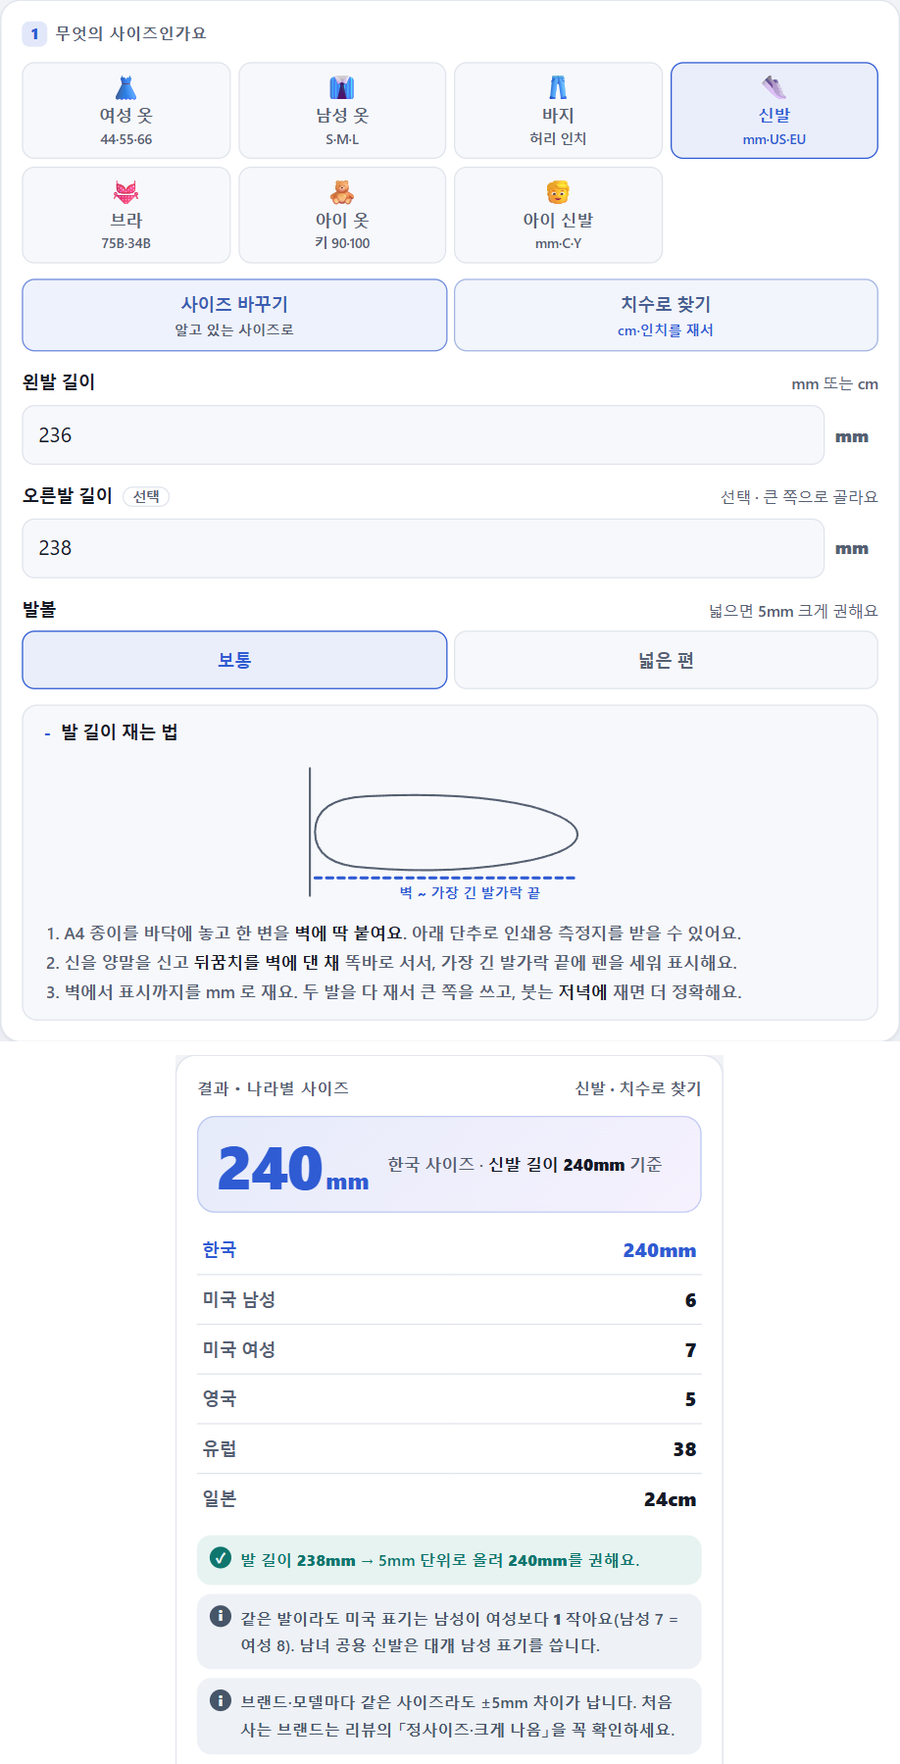 1 무엇의 사이즈인가요
여성 옷
44·55·66
남성 옷
S·M·L
바지
허리 인치
신발
mm·US·EU
브라
75B·34B
아이 옷
키 90·100
아이 신발
mm·C·Y
사이즈 바꾸기
알고 있는 사이즈로
치수로 찾기
cm·인치를 재서
왼발 길이 mm 또는 cm
236 mm
오른발 길이 선택 선택 · 큰 쪽으로 골라요
238 mm
발볼 넓으면 5mm 크게 권해요
보통 넓은 편
- 발 길이 재는 법
벽 ~ 가장 긴 발가락 끝
1. A4 종이를 바닥에 놓고 한 변을 벽에 딱 붙여요. 아래 단추로 인쇄용 측정지를 받을 수 있어요.
2. 신을 양말을 신고 뒤꿈치를 벽에 댄 채 똑바로 서서, 가장 긴 발가락 끝에 펜을 세워 표시해요.
3. 벽에서 표시까지를 mm 로 재요. 두 발을 다 재서 큰 쪽을 쓰고, 붓는 저녁에 재면 더 정확해요.
결과 · 나라별 사이즈 신발 · 치수로 찾기
240mm 한국 사이즈 · 신발 길이 240mm 기준
한국 240mm
미국 남성 6
미국 여성 7
영국 5
유럽 38
일본 24cm
발 길이 238mm → 5mm 단위로 올려 240mm를 권해요.
같은 발이라도 미국 표기는 남성이 여성보다 1 작아요(남성 7 =
여성 8). 남녀 공용 신발은 대개 남성 표기를 씁니다.
브랜드·모델마다 같은 사이즈라도 ±5mm 차이가 납니다. 처음
사는 브랜드는 리뷰의 「정사이즈·크게 나옴」을 꼭 확인하세요.